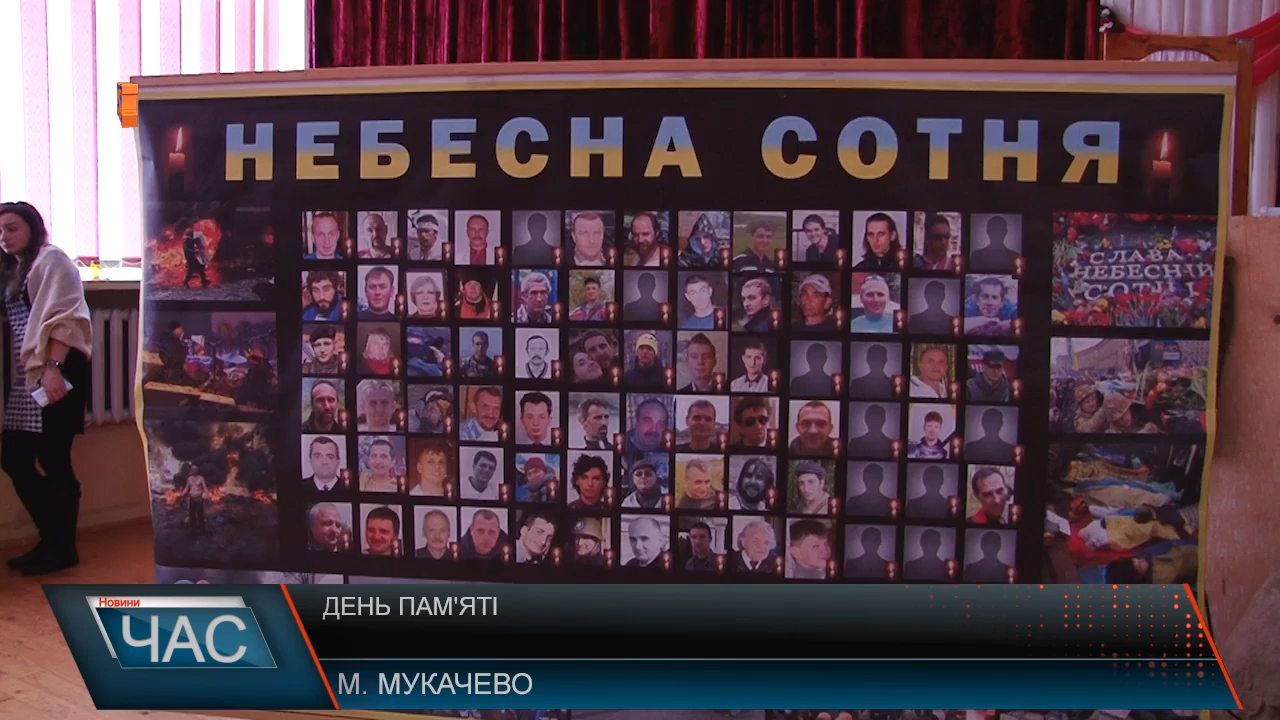 НЕБЕСНА СОТНЯ
СЛАВА
НЕБЕСНІЙ
СОТНІ
Новини
ЧАС
ДЕНЬ ПАМ'ЯТІ
М. МУКАЧЕВО